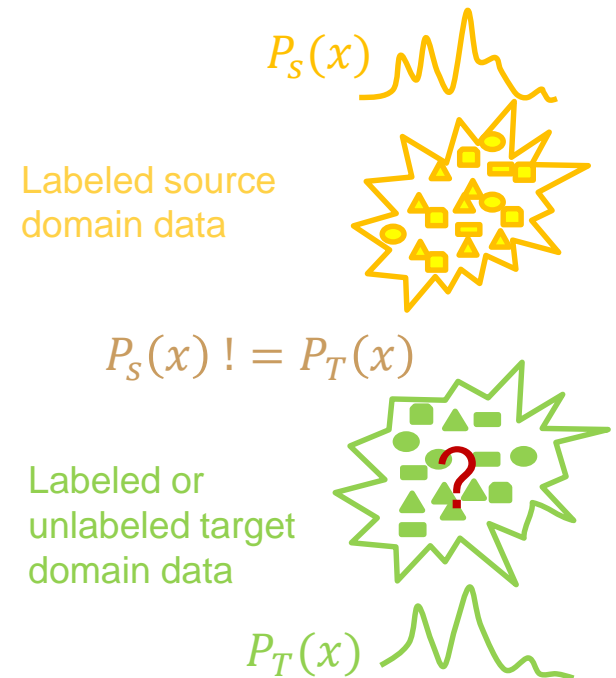 P_s(x)
Labeled source
domain data
P_s(x) ! = P_T(x)
?
Labeled or
unlabeled target
domain data
P_T(x)